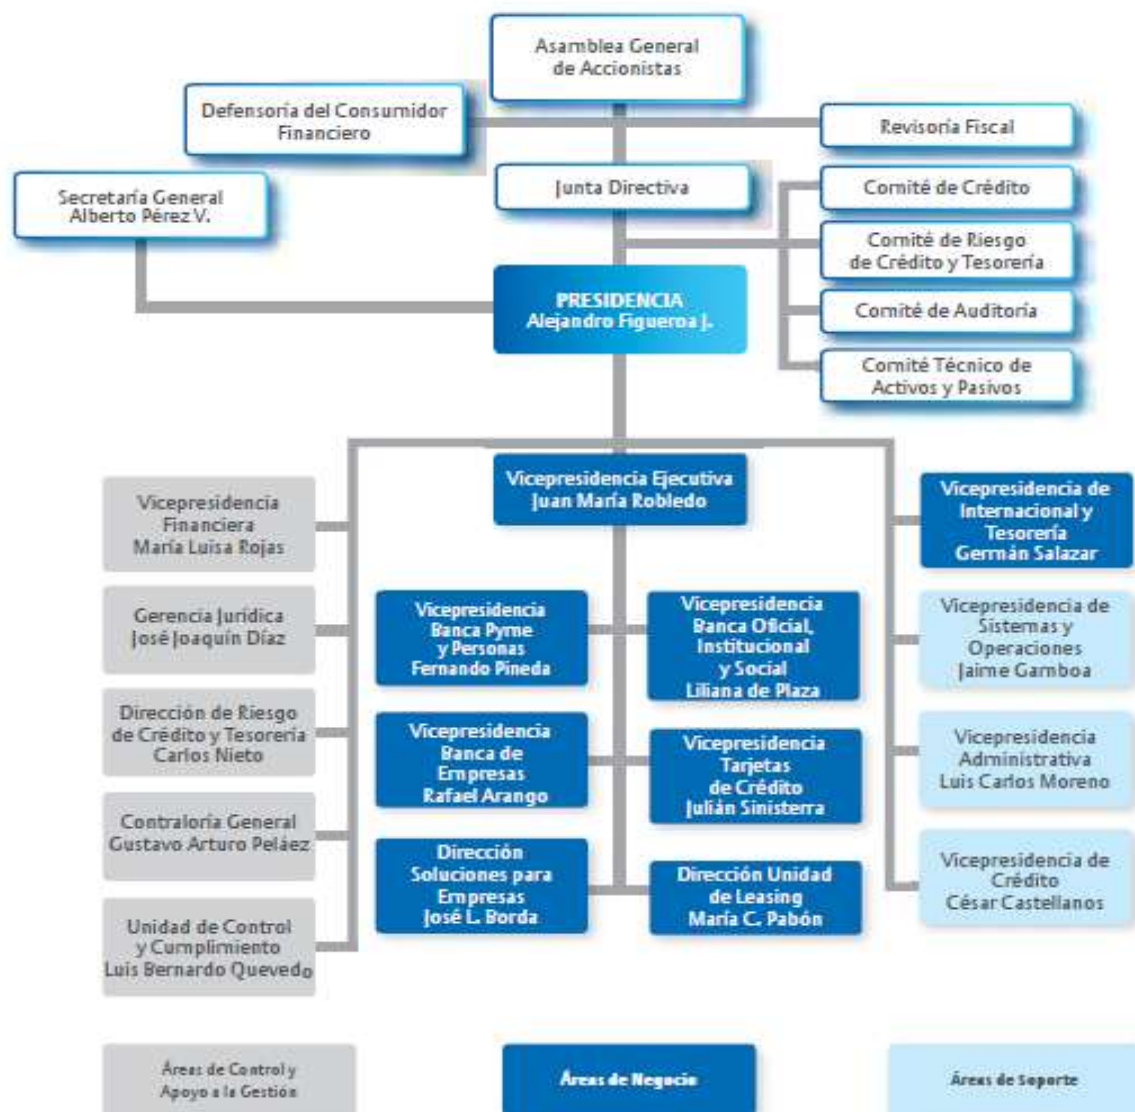 Asamblea General
de Accionistas
Defensoría del Consumidor
Financiero
Revisoría Fiscal
Secretaría General
Alberto Pérez V.
Junta Directiva
Comité de Crédito
Comité de Riesgo
de Crédito y Tesorería
PRESIDENCIA
Alejandro Figueroa J.
Comité de Auditoría
Comité Técnico de
Activos y Pasivos
Vicepresidencia Ejecutiva
Juan María Robledo
Vicepresidencia
Financiera
María Luisa Rojas
Gerencia Jurídica
José Joaquín Díaz
Dirección de Riesgo
de Crédito y Tesorería
Carlos Nieto
Contraloría General
Gustavo Arturo Peláez
Unidad de Control
y Cumplimiento
Luis Bernardo Quevedo
Vicepresidencia
Banca Pyme
y Personas
Fernando Pineda
Vicepresidencia
Banca de
Empresas
Rafael Arango
Dirección
Soluciones para
Empresas
José L. Borda
Vicepresidencia
Banca Oficial,
Institucional
y Social
Liliana de Plaza
Vicepresidencia
Tarjetas
de Crédito
Julián Sinisterra
Dirección Unidad
de Leasing
María C. Pabón
Vicepresidencia de
Internacional y
Tesorería
Germán Salazar
Vicepresidencia de
Sistemas y
Operaciones
Jaime Gamboa
Vicepresidencia
Administrativa
Luis Carlos Moreno
Vicepresidencia de
Crédito
César Castellanos
Áreas de Control y
Apoyo a la Gestión
Áreas de Negocio
Áreas de Soporte